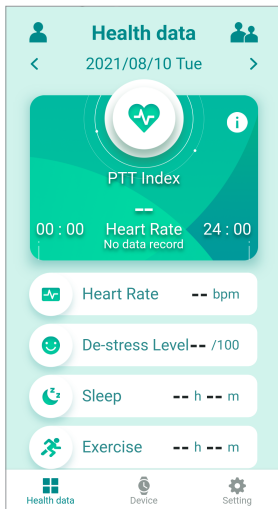 Health data
< 2021/08/10 Tue >
i
PTT Index
--
00 : 00 Heart Rate 24 : 00
No data record
Heart Rate -- bpm
De-stress Level-- /100
z z
Sleep -- h -- m
Exercise -- h -- m
Health data Device Setting